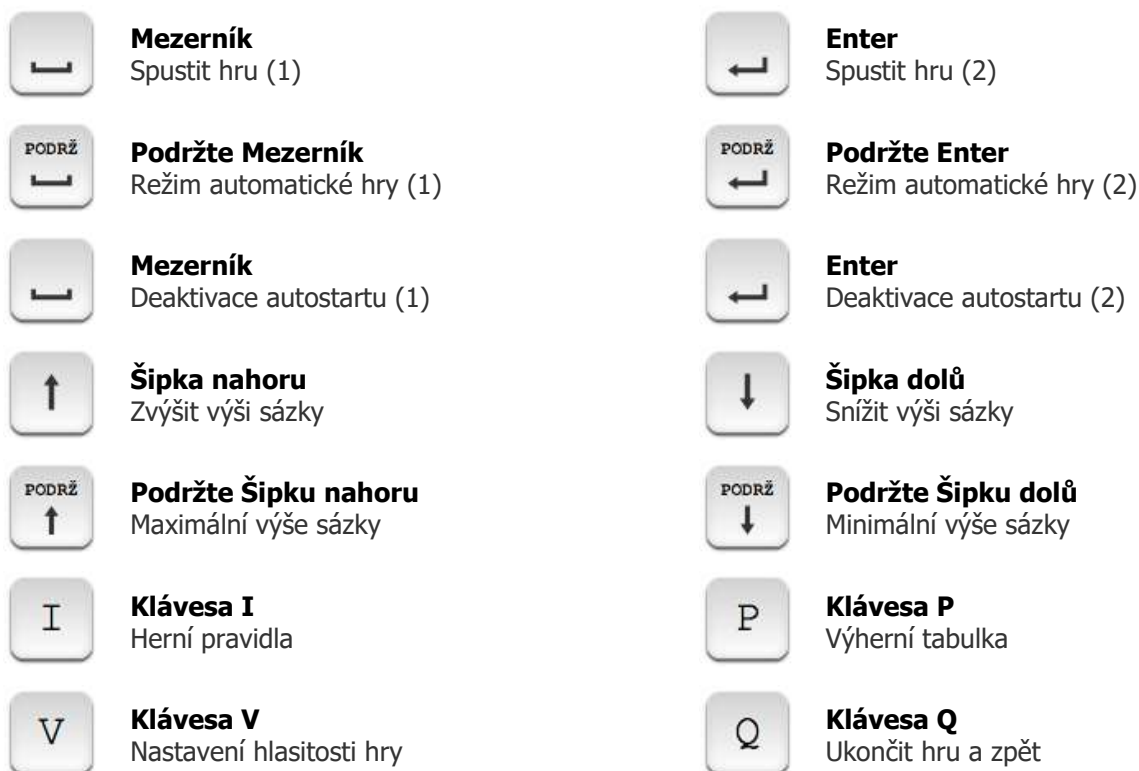 Mezerník
Spustit hru (1)
Enter
Spustit hru (2)
PODRŽ
Podržte Mezerník
Režim automatické hry (1)
PODRŽ
Podržte Enter
Režim automatické hry (2)
Mezerník
Deaktivace autostartu (1)
Enter
Deaktivace autostartu (2)
Šipka nahoru
Zvýšit výši sázky
Šipka dolů
Snížit výši sázky
PODRŽ
Podržte Šipku nahoru
Maximální výše sázky
PODRŽ
Podržte Šipku dolů
Minimální výše sázky
I
Klávesa I
Herní pravidla
P
Klávesa P
Výherní tabulka
V
Klávesa V
Nastavení hlasitosti hry
Q
Klávesa Q
Ukončit hru a zpět